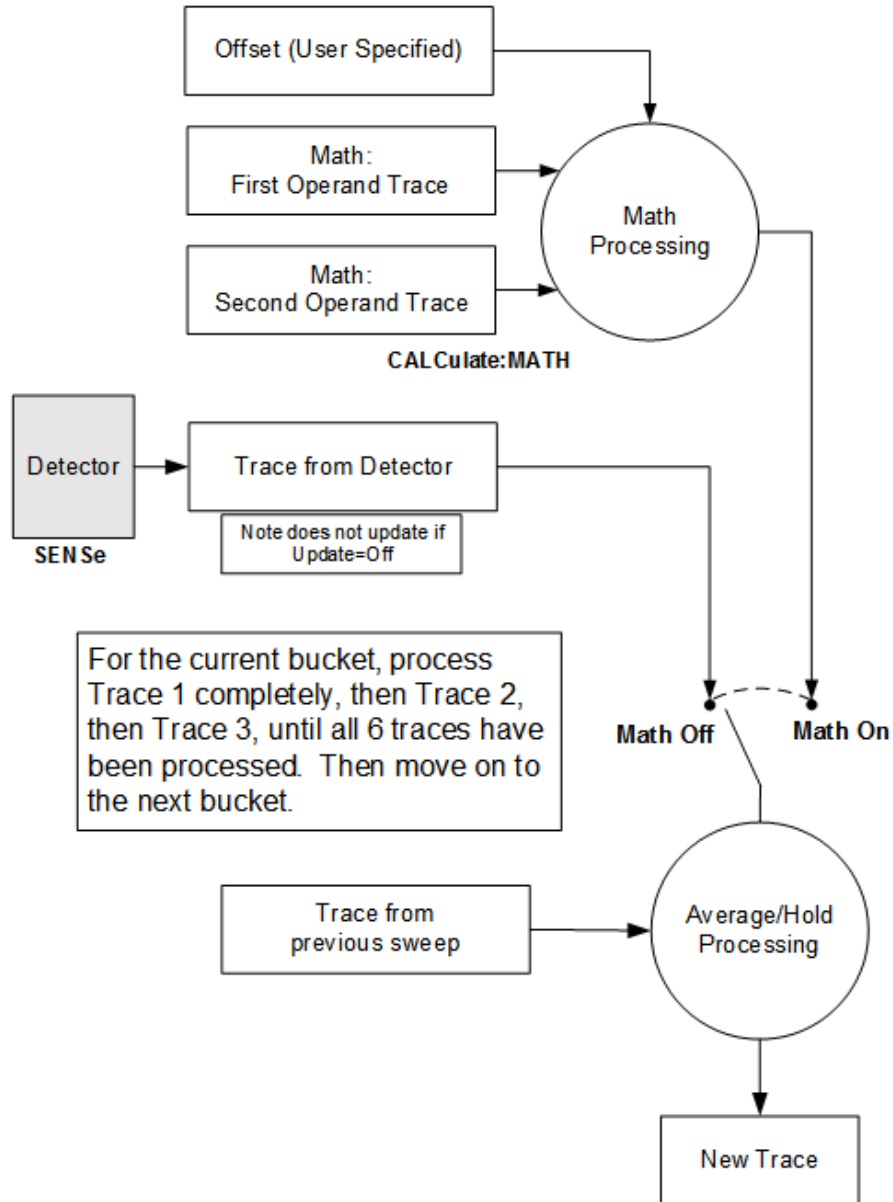 Offset (User Specified)
Math:
First Operand Trace
Math
Processing
Math:
Second Operand Trace
CALCulate:MATH
Detector
Trace from Detector
SENSe
Note does not update if
Update=Off
For the current bucket, process
Trace 1 completely, then Trace 2,
then Trace 3, until all 6 traces have
been processed. Then move on to
the next bucket.
Math Off
Math On
Trace from
previous sweep
Average/Hold
Processing
New Trace